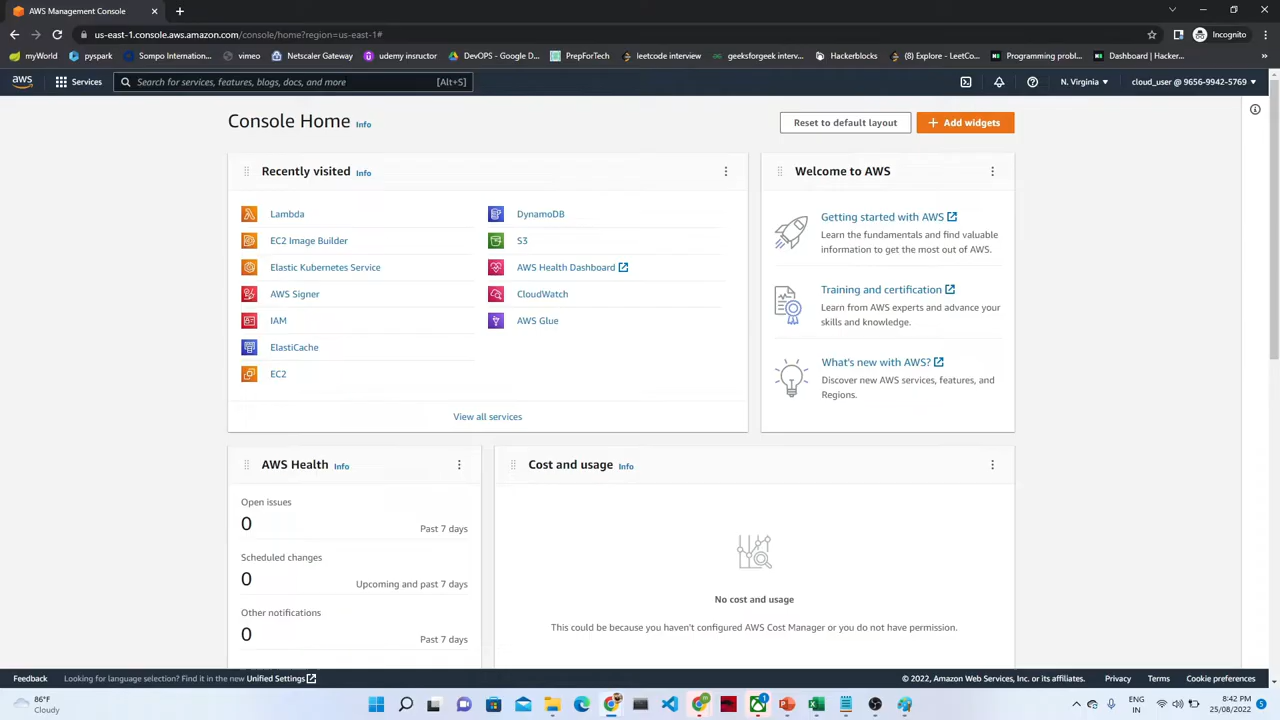 AWS Management Console
us-east-1.console.aws.amazon.com/console/home?region=us-east-1#
Incognito
myWorld
pyspark
Sompo Internationa...
vimeo
Netscaler Gateway
udemy insructor
DevOPS - Google D...
PrepForTech
leetcode interview
geeksforgeek interv...
Hackerblocks
(8) Explore - LeetCo...
Programming probl...
Dashboard | Hacker...
aws
Services
Search for services, features, blogs, docs, and more
[Alt+S]
N. Virginia
cloud_user @ 9656-9942-5769
Console Home Info
Reset to default layout
Add widgets
Recently visited Info
Lambda
EC2 Image Builder
Elastic Kubernetes Service
AWS Signer
IAM
ElastiCache
EC2
DynamoDB
S3
AWS Health Dashboard
CloudWatch
AWS Glue
View all services
Welcome to AWS
Getting started with AWS
Learn the fundamentals and find valuable
information to get the most out of AWS.
Training and certification
Learn from AWS experts and advance your
skills and knowledge.
What's new with AWS?
Discover new AWS services, features, and
Regions.
AWS Health Info
Open issues
0
Past 7 days
Scheduled changes
0
Upcoming and past 7 days
Other notifications
0
Past 7 days
Cost and usage Info
No cost and usage
This could be because you haven't configured AWS Cost Manager or you do not have permission.
Feedback
Looking for language selection? Find it in the new Unified Settings
© 2022, Amazon Web Services, Inc. or its affiliates.
Privacy
Terms
Cookie preferences
86°F
Cloudy
1
ENG
IN
8:42 PM
25/08/2022
5